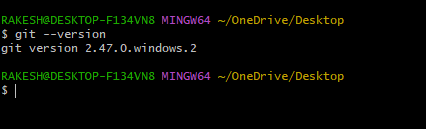 RAKESH@DESKTOP-F134VN8 MINGW64 ~/OneDrive/Desktop
$ git --version
git version 2.47.0.windows.2
RAKESH@DESKTOP-F134VN8 MINGW64 ~/OneDrive/Desktop
$